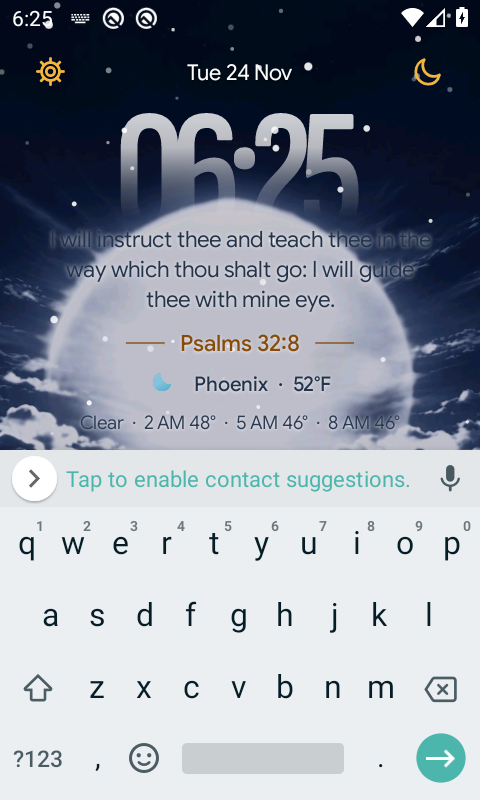 6:25
Tue 24 Nov
06:25
I will instruct thee and teach thee in the
way which thou shalt go: I will guide
thee with mine eye.
Psalms 32:8
Phoenix · 52°F
Clear · 2 AM 48° · 5 AM 46° · 8 AM 46°
Tap to enable contact suggestions.
1 2 3 4 5 6 7 8 9 0
q w e r t y u i o p
a s d f g h j k l
z x c v b n m
?123 , .